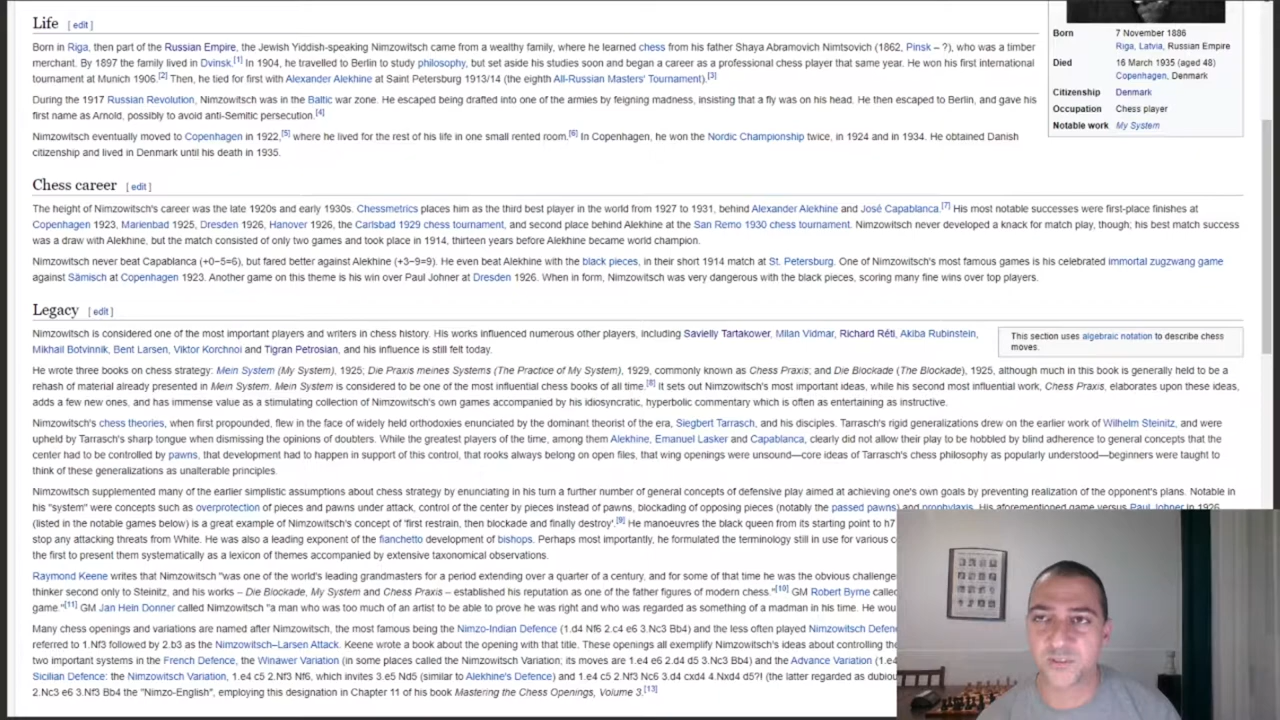 Life [ edit ]
Born in Riga, then part of the Russian Empire, the Jewish Yiddish-speaking Nimzowitsch came from a wealthy family, where he learned chess from his father Shaya Abramovich Nimtsovich (1862, Pinsk – ?), who was a timber
merchant. By 1897 the family lived in Dvinsk.[1] In 1904, he travelled to Berlin to study philosophy, but set aside his studies soon and began a career as a professional chess player that same year. He won his first international
tournament at Munich 1906.[2] Then, he tied for first with Alexander Alekhine at Saint Petersburg 1913/14 (the eighth All-Russian Masters' Tournament).[3]
During the 1917 Russian Revolution, Nimzowitsch was in the Baltic war zone. He escaped being drafted into one of the armies by feigning madness, insisting that a fly was on his head. He then escaped to Berlin, and gave his
first name as Arnold, possibly to avoid anti-Semitic persecution.[4]
Nimzowitsch eventually moved to Copenhagen in 1922,[5] where he lived for the rest of his life in one small rented room.[6] In Copenhagen, he won the Nordic Championship twice, in 1924 and in 1934. He obtained Danish
citizenship and lived in Denmark until his death in 1935.
Born 7 November 1886
Riga, Latvia, Russian Empire
Died 16 March 1935 (aged 48)
Copenhagen, Denmark
Citizenship Denmark
Occupation Chess player
Notable work My System
Chess career [ edit ]
The height of Nimzowitsch's career was the late 1920s and early 1930s. Chessmetrics places him as the third best player in the world from 1927 to 1931, behind Alexander Alekhine and José Capablanca.[7] His most notable successes were first-place finishes at
Copenhagen 1923, Marienbad 1925, Dresden 1926, Hanover 1926, the Carlsbad 1929 chess tournament, and second place behind Alekhine at the San Remo 1930 chess tournament. Nimzowitsch never developed a knack for match play, though; his best match success
was a draw with Alekhine, but the match consisted of only two games and took place in 1914, thirteen years before Alekhine became world champion.
Nimzowitsch never beat Capablanca (+0−5=6), but fared better against Alekhine (+3−9=9). He even beat Alekhine with the black pieces, in their short 1914 match at St. Petersburg. One of Nimzowitsch's most famous games is his celebrated immortal zugzwang game
against Sämisch at Copenhagen 1923. Another game on this theme is his win over Paul Johner at Dresden 1926. When in form, Nimzowitsch was very dangerous with the black pieces, scoring many fine wins over top players.
Legacy [ edit ]
Nimzowitsch is considered one of the most important players and writers in chess history. His works influenced numerous other players, including Savielly Tartakower, Milan Vidmar, Richard Réti, Akiba Rubinstein,
Mikhail Botvinnik, Bent Larsen, Viktor Korchnoi and Tigran Petrosian, and his influence is still felt today.
This section uses algebraic notation to describe chess
moves.
He wrote three books on chess strategy: Mein System (My System), 1925; Die Praxis meines Systems (The Practice of My System), 1929, commonly known as Chess Praxis; and Die Blockade (The Blockade), 1925, although much in this book is generally held to be a
rehash of material already presented in Mein System. Mein System is considered to be one of the most influential chess books of all time.[8] It sets out Nimzowitsch's most important ideas, while his second most influential work, Chess Praxis, elaborates upon these ideas,
adds a few new ones, and has immense value as a stimulating collection of Nimzowitsch's own games accompanied by his idiosyncratic, hyperbolic commentary which is often as entertaining as instructive.
Nimzowitsch's chess theories, when first propounded, flew in the face of widely held orthodoxies enunciated by the dominant theorist of the era, Siegbert Tarrasch, and his disciples. Tarrasch's rigid generalizations drew on the earlier work of Wilhelm Steinitz, and were
upheld by Tarrasch's sharp tongue when dismissing the opinions of doubters. While the greatest players of the time, among them Alekhine, Emanuel Lasker and Capablanca, clearly did not allow their play to be hobbled by blind adherence to general concepts that the
center had to be controlled by pawns, that development had to happen in support of this control, that rooks always belong on open files, that wing openings were unsound—core ideas of Tarrasch's chess philosophy as popularly understood—beginners were taught to
think of these generalizations as unalterable principles.
Nimzowitsch supplemented many of the earlier simplistic assumptions about chess strategy by enunciating in his turn a further number of general concepts of defensive play aimed at achieving one's own goals by preventing realization of the opponent's plans. Notable in
his "system" were concepts such as overprotection of pieces and pawns under attack, control of the center by pieces instead of pawns, blockading of opposing pieces (notably the passed pawns) and prophylaxis. His aforementioned game versus Paul Johner in 1926
(listed in the notable games below) is a great example of Nimzowitsch's concept of 'first restrain, then blockade and finally destroy'.[9] He manoeuvres the black queen from its starting point to h7
stop any attacking threats from White. He was also a leading exponent of the fianchetto development of bishops. Perhaps most importantly, he formulated the terminology still in use for various c
the first to present them systematically as a lexicon of themes accompanied by extensive taxonomical observations.
Raymond Keene writes that Nimzowitsch "was one of the world's leading grandmasters for a period extending over a quarter of a century, and for some of that time he was the obvious challenge
thinker second only to Steinitz, and his works – Die Blockade, My System and Chess Praxis – established his reputation as one of the father figures of modern chess."[10] GM Robert Byrne calle
game."[11] GM Jan Hein Donner called Nimzowitsch "a man who was too much of an artist to be able to prove he was right and who was regarded as something of a madman in his time. He wou
Many chess openings and variations are named after Nimzowitsch, the most famous being the Nimzo-Indian Defence (1.d4 Nf6 2.c4 e6 3.Nc3 Bb4) and the less often played Nimzowitsch Defen
referred to 1.Nf3 followed by 2.b3 as the Nimzowitsch–Larsen Attack. Keene wrote a book about the opening with that title. These openings all exemplify Nimzowitsch's ideas about controlling the
two important systems in the French Defence, the Winawer Variation (in some places called the Nimzowitsch Variation; its moves are 1.e4 e6 2.d4 d5 3.Nc3 Bb4) and the Advance Variation (1.e4
Sicilian Defence: the Nimzowitsch Variation, 1.e4 c5 2.Nf3 Nf6, which invites 3.e5 Nd5 (similar to Alekhine's Defence) and 1.e4 c5 2.Nf3 Nc6 3.d4 cxd4 4.Nxd4 d5?! (the latter regarded as dubiou
2.Nc3 e6 3.Nf3 Bb4 the "Nimzo-English", employing this designation in Chapter 11 of his book Mastering the Chess Openings, Volume 3.[13]